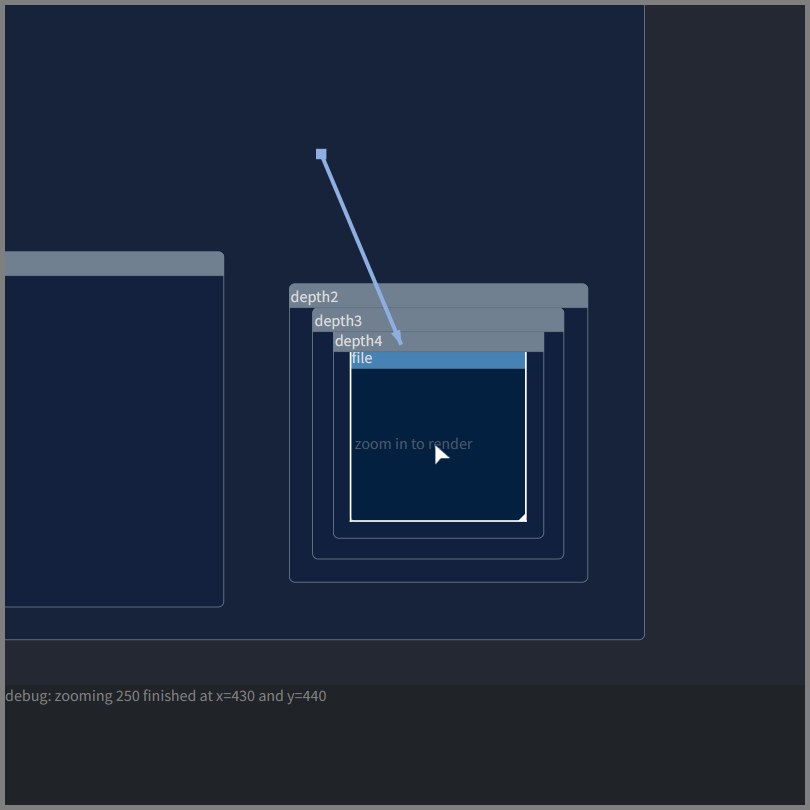 depth2
depth3
depth4
file
zoom in to render
debug: zooming 250 finished at x=430 and y=440